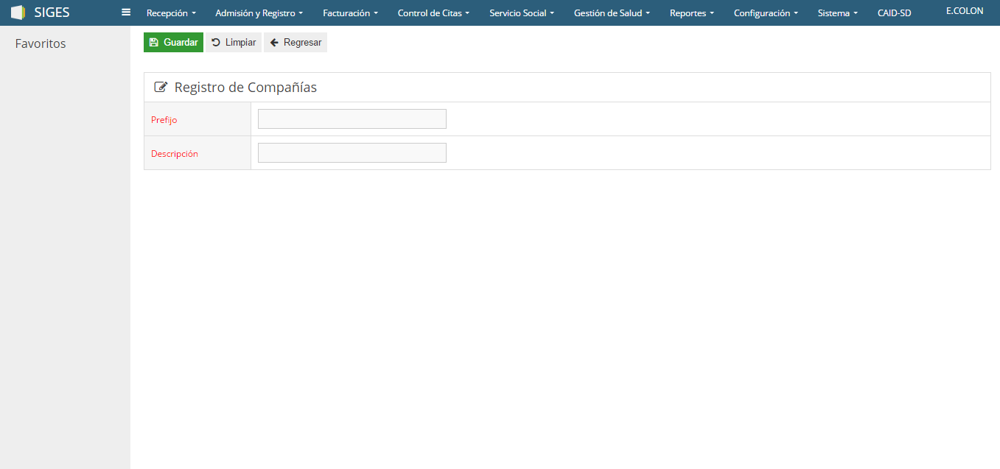 SIGES Recepción Admisión y Registro Facturación Control de Citas Servicio Social Gestión de Salud Reportes Configuración Sistema CAID-SD E.COLON
Favoritos
Guardar Limpiar Regresar
Registro de Compañías
Prefijo
Descripción